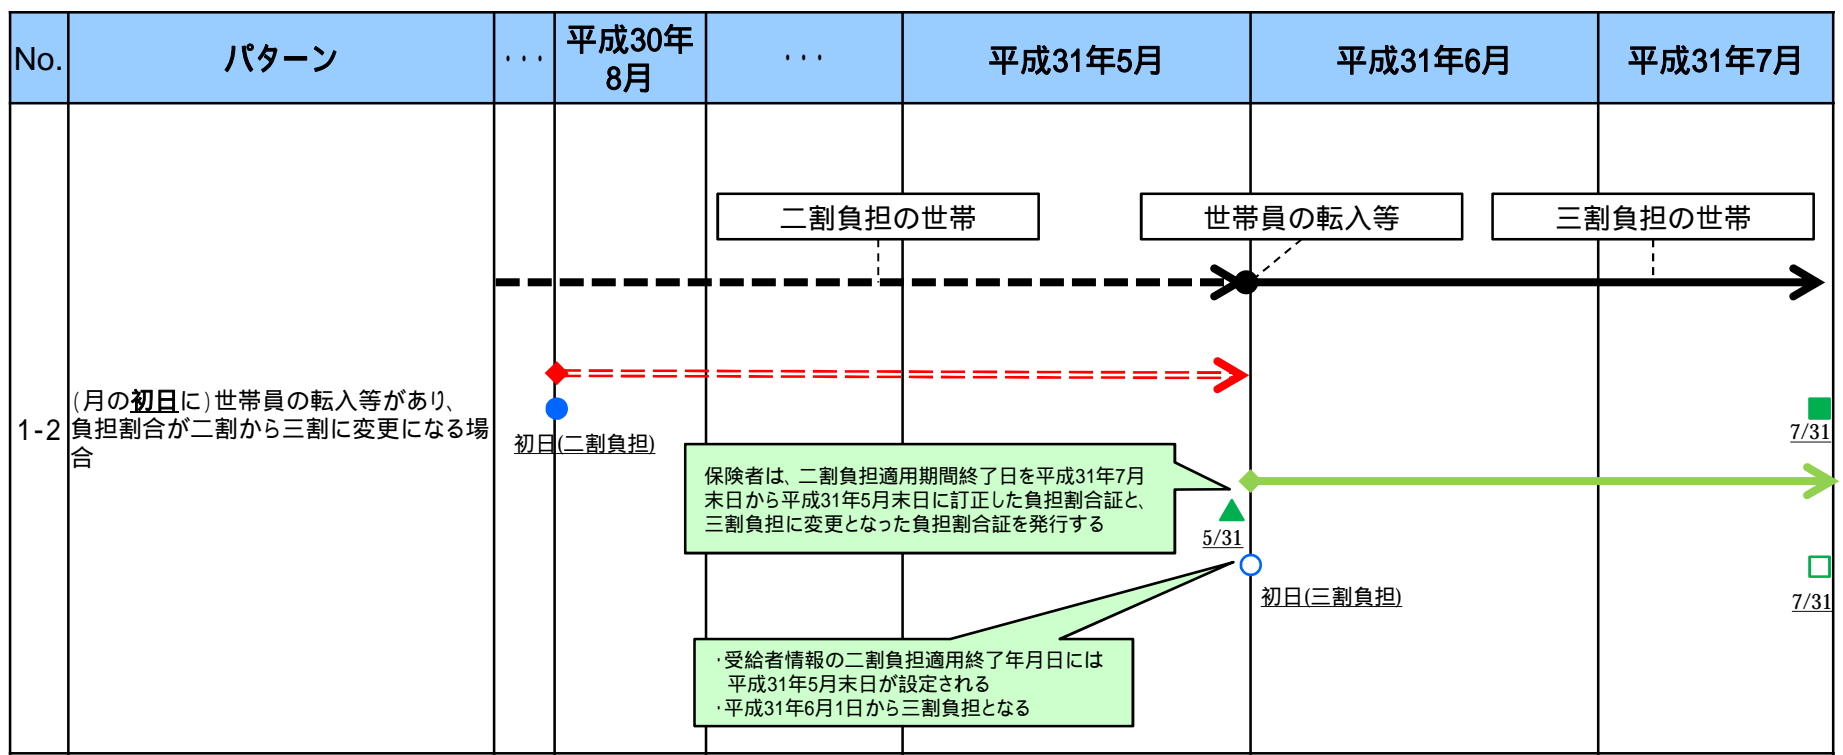 No.
パターン
・・・
平成30年
8月
・・・
平成31年5月
平成31年6月
平成31年7月
二割負担の世帯
世帯員の転入等
三割負担の世帯
1-2
(月の初日に)世帯員の転入等があり、
負担割合が二割から三割に変更になる場
合
初日(二割負担)
7/31
保険者は、二割負担適用期間終了日を平成31年7月
末日から平成31年5月末日に訂正した負担割合証と、
三割負担に変更となった負担割合証を発行する
5/31
初日(三割負担)
7/31
・受給者情報の二割負担適用終了年月日には
平成31年5月末日が設定される
・平成31年6月1日から三割負担となる